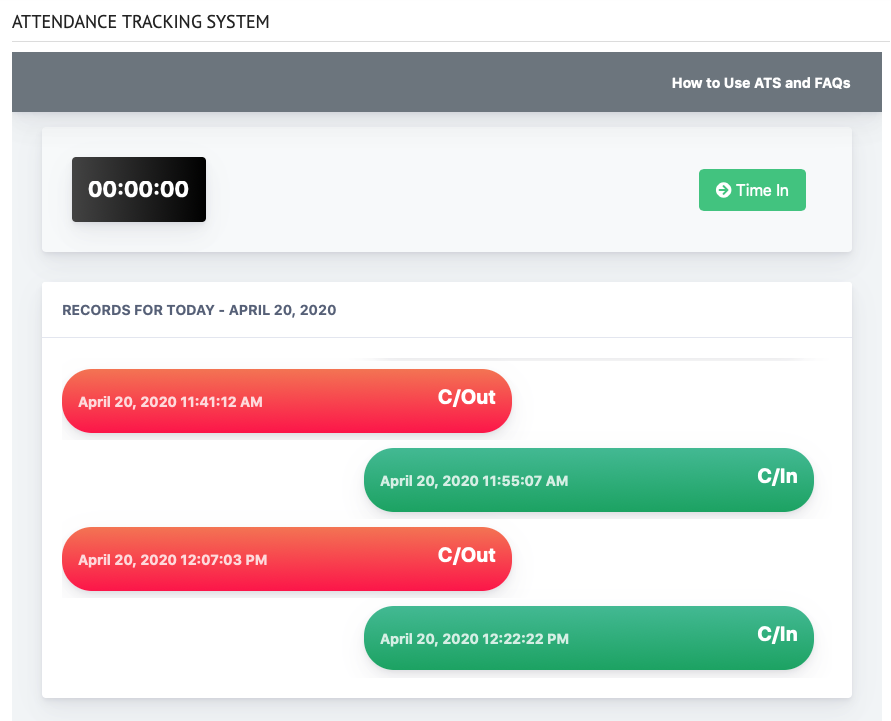 ATTENDANCE TRACKING SYSTEM
How to Use ATS and FAQs
00:00:00
Time In
RECORDS FOR TODAY - APRIL 20, 2020
April 20, 2020 11:41:12 AM C/Out
April 20, 2020 11:55:07 AM C/In
April 20, 2020 12:07:03 PM C/Out
April 20, 2020 12:22:22 PM C/In